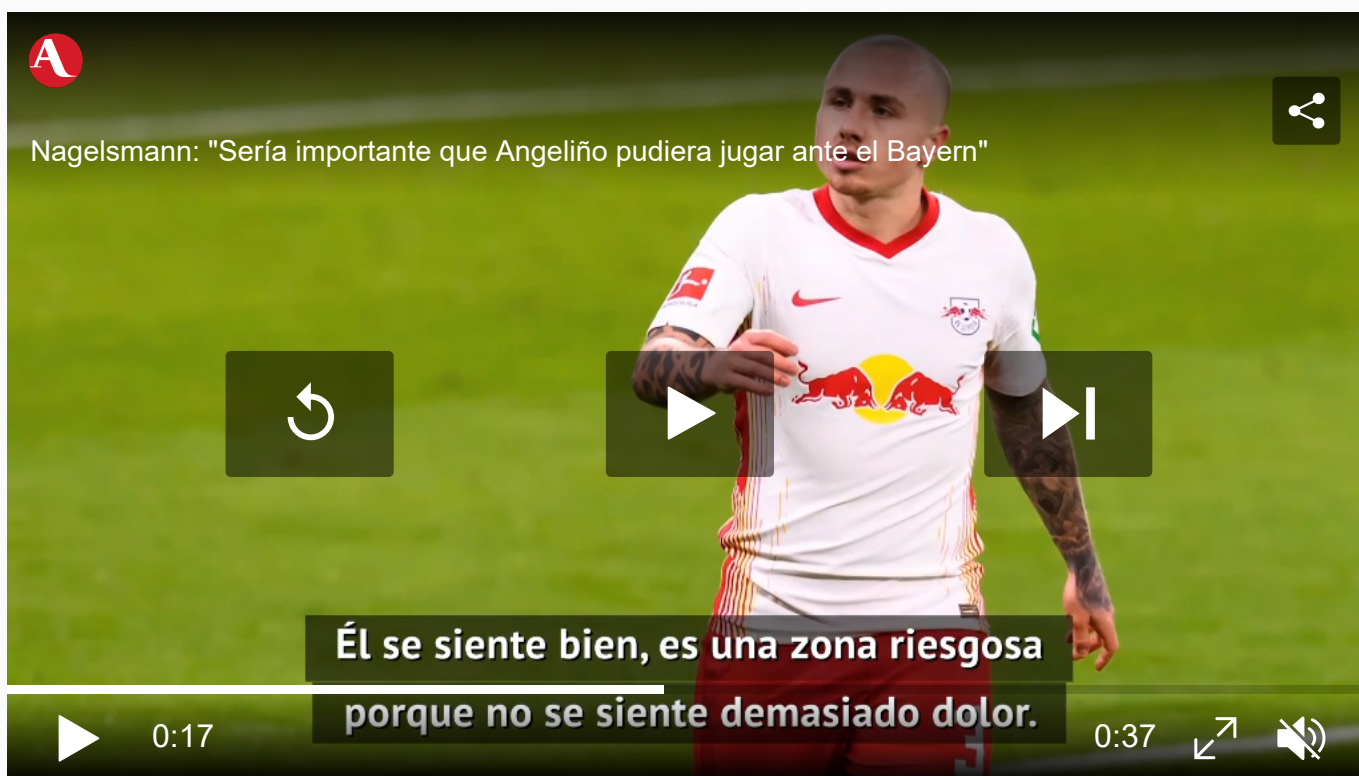 A
Nagelsmann: "Sería importante que Angeliño pudiera jugar ante el Bayern"
Él se siente bien, es una zona riesgosa
porque no se siente demasiado dolor.
0:17
0:37